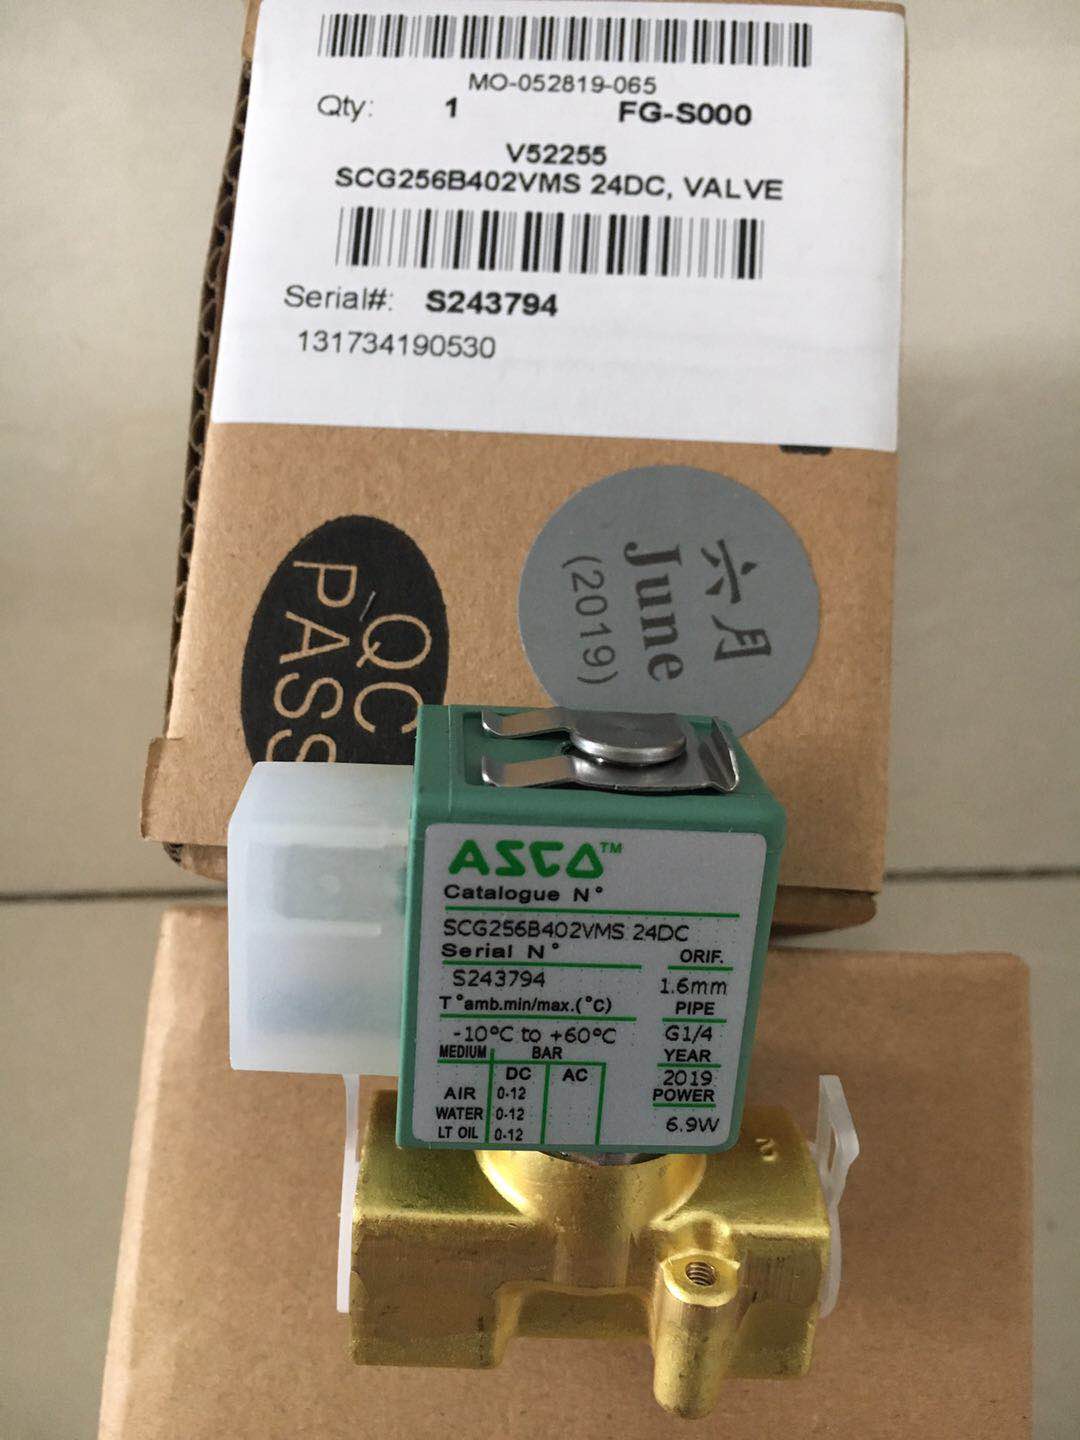 MO-052819-065
Qty: 1 FG-S000
V52255
SCG256B402VMS 24DC, VALVE
Serial#: S243794
131734190530
QC
PASS
六月
June
(2019)
ASCO™
Catalogue N°
SCG256B402VMS 24DC
Serial N°
S243794
ORIF.
1.6mm
T°amb.min/max.(°C)
-10°C to +60°C
PIPE
G1/4
YEAR
2019
POWER
6.9W
MEDIUM BAR
DC AC
AIR 0-12
WATER 0-12
LT OIL 0-12